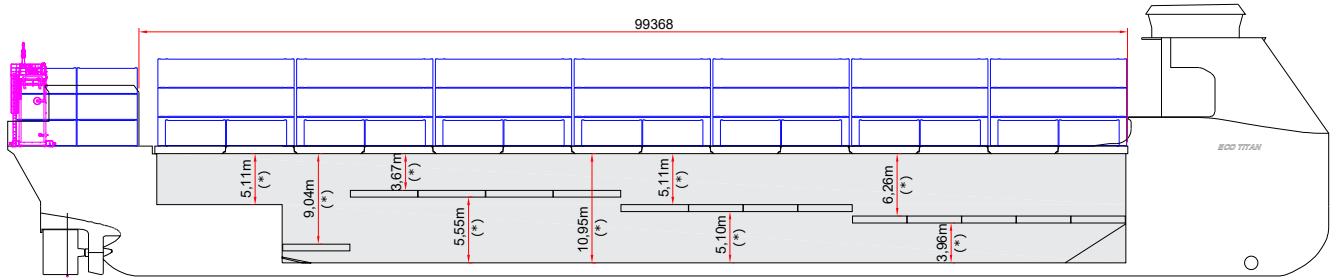 99368
ECO TITAN
5,11m
(*)
9,04m
(*)
3,67m
(*)
5,55m
(*)
10,95m
(*)
5,11m
(*)
5,10m
(*)
6,26m
(*)
3,96m
(*)